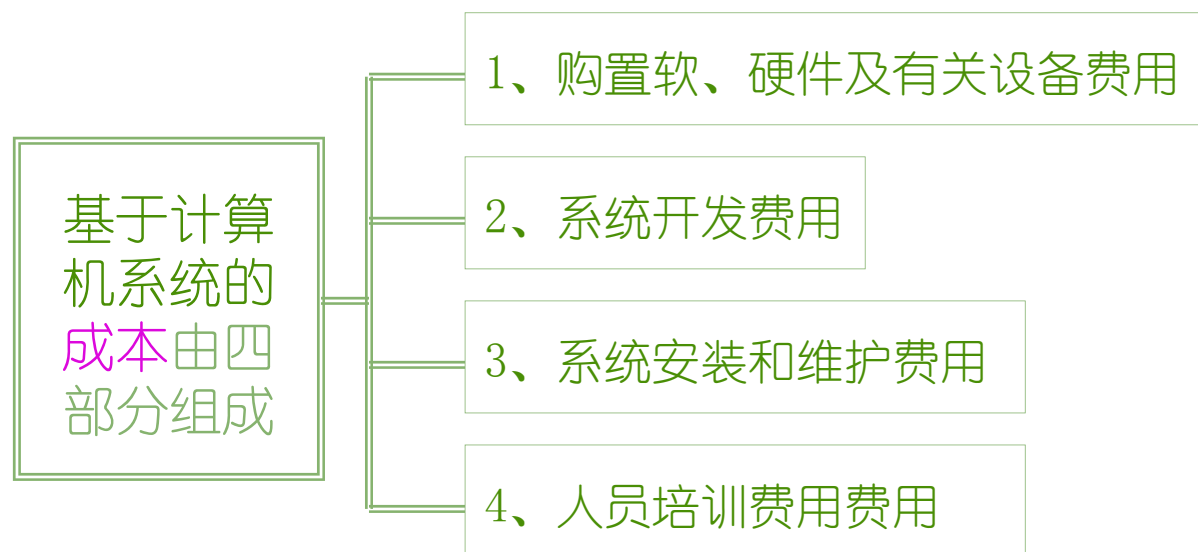 基于计算
机系统的
成本由四
部分组成
1、购置软、硬件及有关设备费用
2、系统开发费用
3、系统安装和维护费用
4、人员培训费用费用